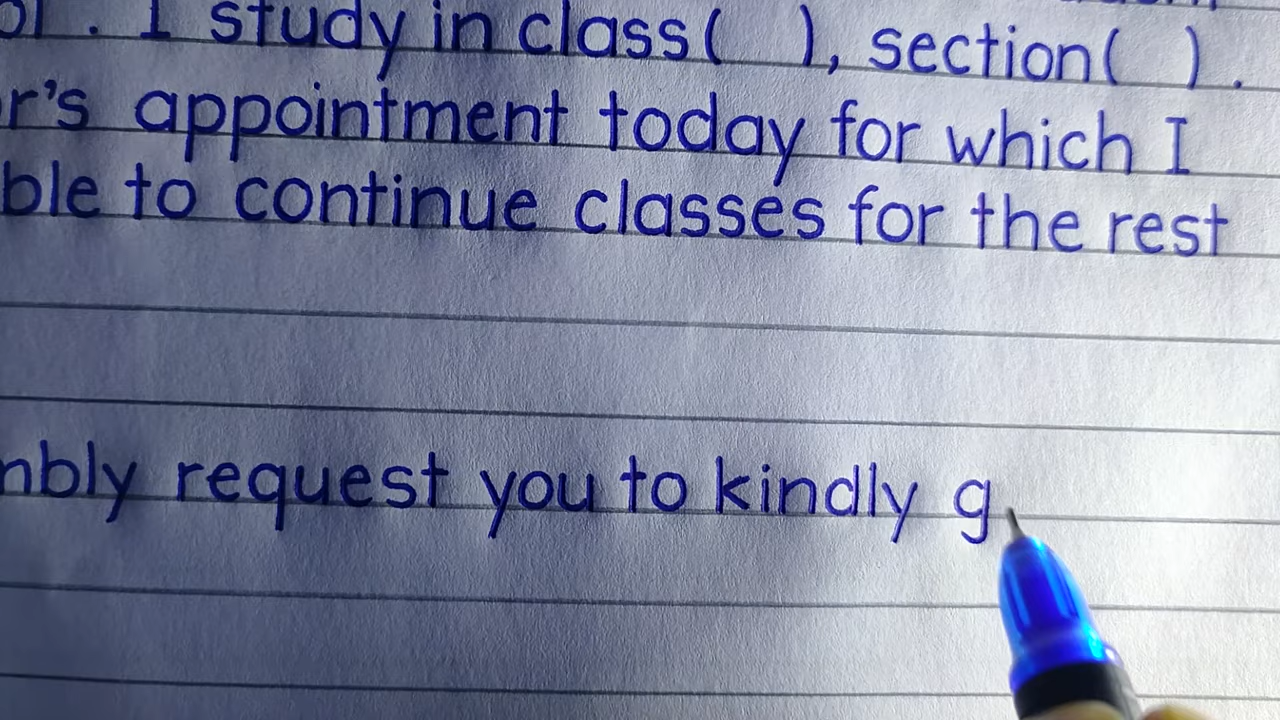 ol. I study in class( ), section( ).
r's appointment today for which I
ble to continue classes for the rest
mbly request you to kindly g